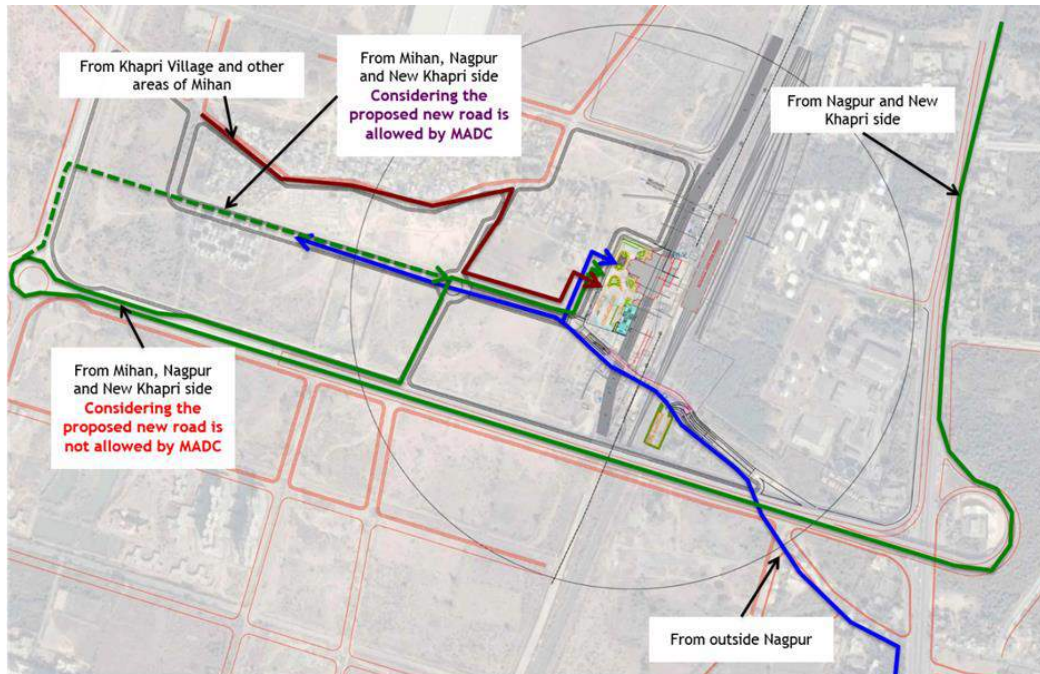 From Khapri Village and other
areas of Mihan
From Mihan, Nagpur
and New Khapri side
Considering the
proposed new road is
allowed by MADC
From Nagpur and New
Khapri side
From Mihan, Nagpur
and New Khapri side
Considering the
proposed new road is
not allowed by MADC
From outside Nagpur